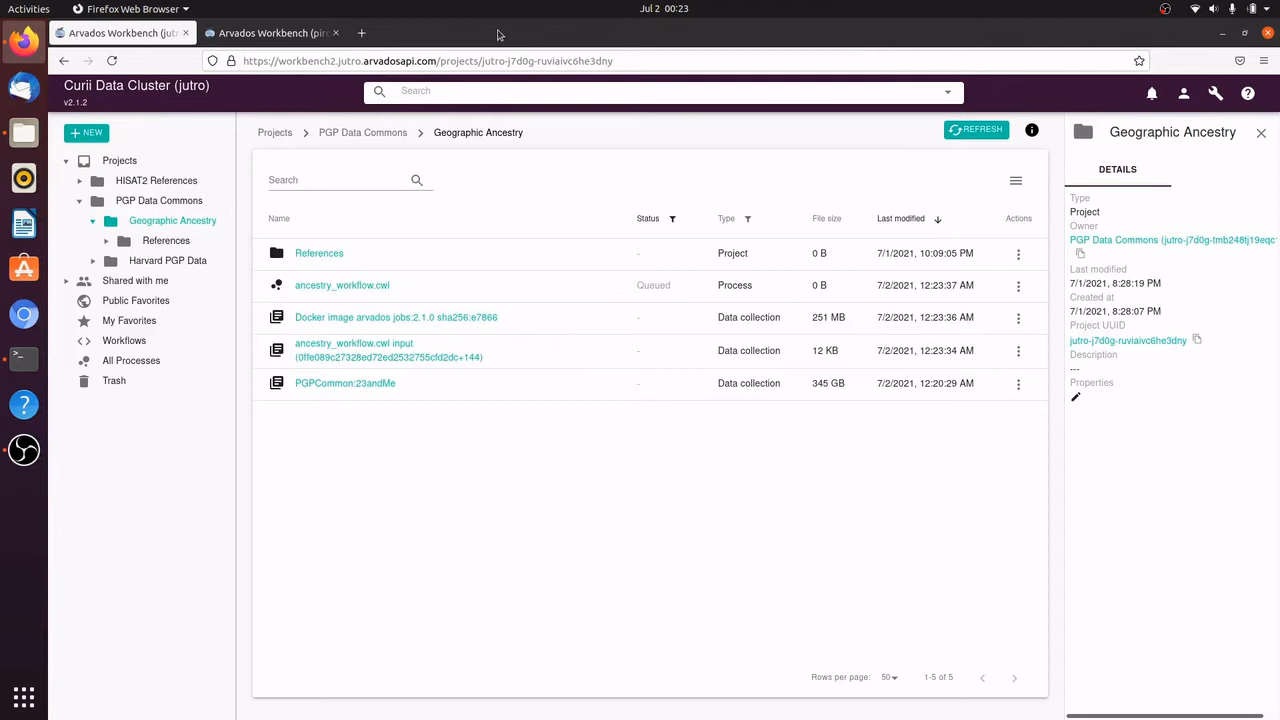 Activities
Firefox Web Browser
Jul 2 00:23
Arvados Workbench (jutr
Arvados Workbench (pirc
https://workbench2.jutro.arvadosapi.com/projects/jutro-j7d0g-ruviaivc6he3dny
Curii Data Cluster (jutro)
v2.1.2
Search
+ NEW
Projects
HISAT2 References
PGP Data Commons
Geographic Ancestry
References
Harvard PGP Data
Shared with me
Public Favorites
My Favorites
Workflows
All Processes
Trash
Projects > PGP Data Commons > Geographic Ancestry
REFRESH
Search
Name Status Type File size Last modified Actions
References - Project 0 B 7/1/2021, 10:09:05 PM
ancestry_workflow.cwl Queued Process 0 B 7/2/2021, 12:23:37 AM
Docker image arvados jobs:2.1.0 sha256:e7866 - Data collection 251 MB 7/2/2021, 12:23:36 AM
ancestry_workflow.cwl input
(0ffe089c27328ed72ed2532755cfd2dc+144) - Data collection 12 KB 7/2/2021, 12:23:34 AM
PGPCommon:23andMe - Data collection 345 GB 7/2/2021, 12:20:29 AM
Rows per page: 50 1-5 of 5
Geographic Ancestry
DETAILS
Type
Project
Owner
PGP Data Commons (jutro-j7d0g-tmb248tj19eqc
Last modified
7/1/2021, 8:28:19 PM
Created at
7/1/2021, 8:28:07 PM
Project UUID
jutro-j7d0g-ruviaivc6he3dny
Description
---
Properties